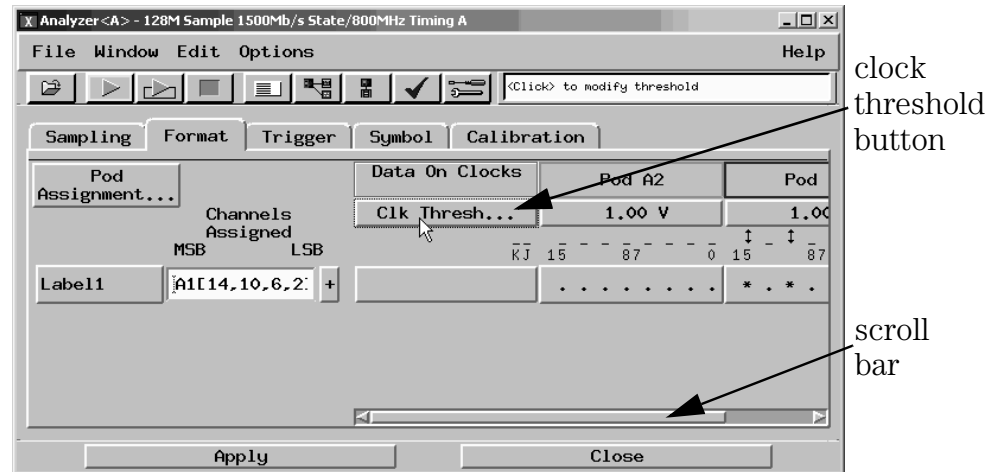 X Analyzer<A> - 128M Sample 1500Mb/s State/800MHz Timing A
File Window Edit Options Help
<Click> to modify threshold
clock
threshold
button
Sampling Format Trigger Symbol Calibration
Pod
Assignment...
Data On Clocks Pod A2 Pod
Channels
Assigned
MSB LSB
Clk Thresh... 1.00 V 1.00
KJ 15 87 0 15 87
Label1 A1[14,10,6,2] + . . . . . . . . * . * .
scroll
bar
Apply Close